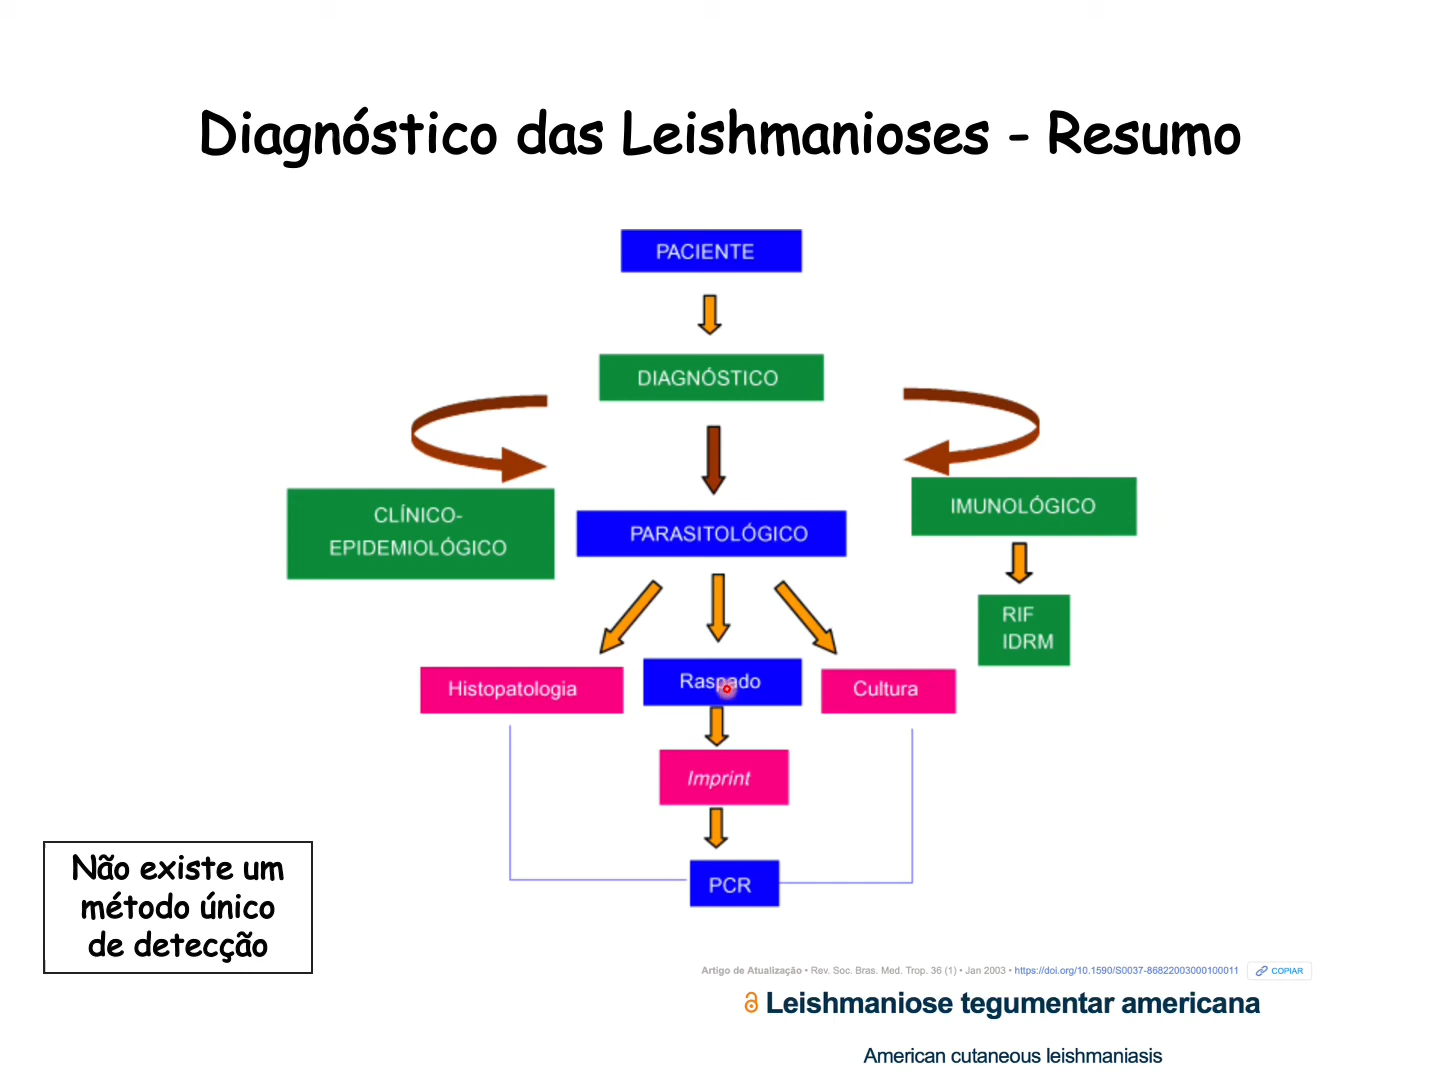 Diagnóstico das Leishmanioses - Resumo
PACIENTE
DIAGNÓSTICO
CLÍNICO-
EPIDEMIOLÓGICO
PARASITOLÓGICO
IMUNOLÓGICO
RIF
IDRM
Histopatologia
Raspado
Cultura
Imprint
PCR
Não existe um
método único
de detecção
Artigo de Atualização • Rev. Soc. Bras. Med. Trop. 36 (1) • Jan 2003 • https://doi.org/10.1590/S0037-86822003000100011 COPIAR
Leishmaniose tegumentar americana
American cutaneous leishmaniasis